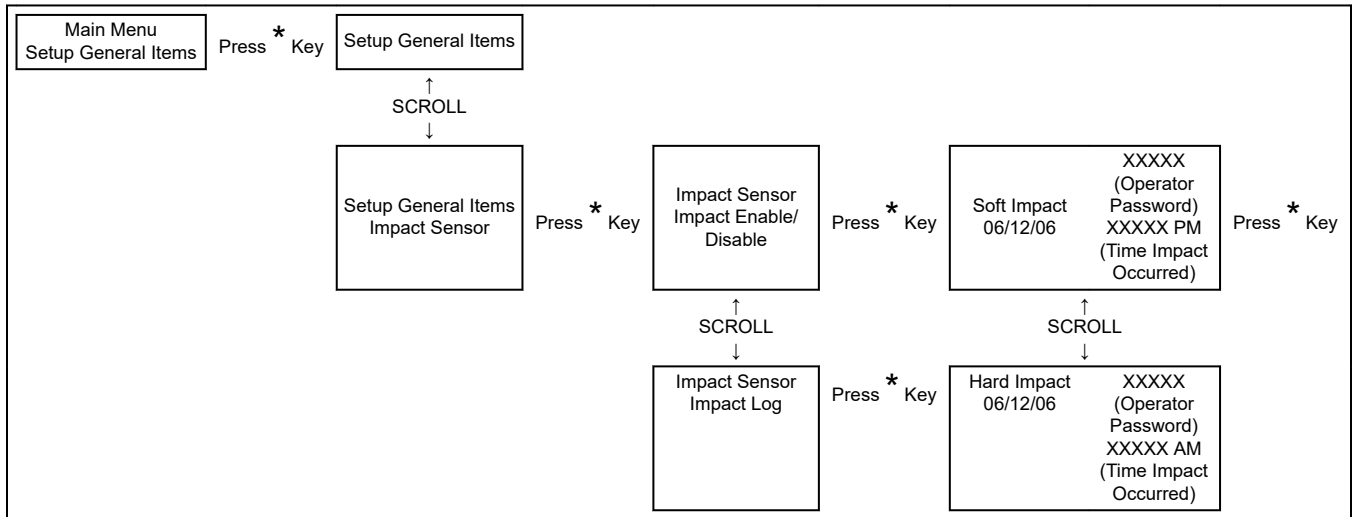 Main Menu
Setup General Items
Press * Key
Setup General Items
↑
SCROLL
↓
Setup General Items
Impact Sensor
Press * Key
Impact Sensor
Impact Enable/
Disable
Press * Key
Soft Impact
06/12/06
XXXXX
(Operator
Password)
XXXXX PM
(Time Impact
Occurred)
Press * Key
↑
SCROLL
↓
↑
SCROLL
↓
Impact Sensor
Impact Log
Press * Key
Hard Impact
06/12/06
XXXXX
(Operator
Password)
XXXXX AM
(Time Impact
Occurred)